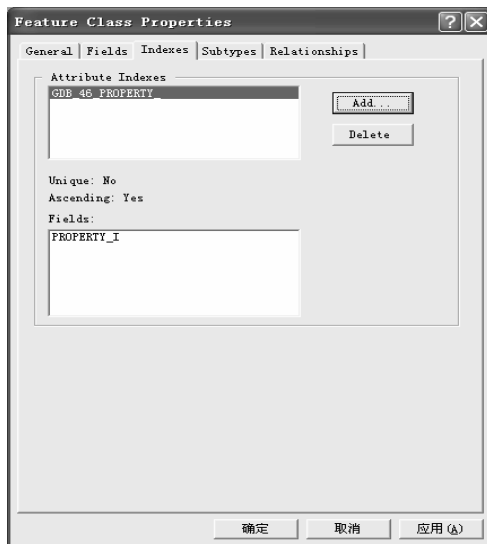 Feature Class Properties
General Fields Indexes Subtypes Relationships
Attribute Indexes
GDB_46_PROPERTY_
Add...
Delete
Unique: No
Ascending: Yes
Fields:
PROPERTY_I
确定 取消 应用(A)